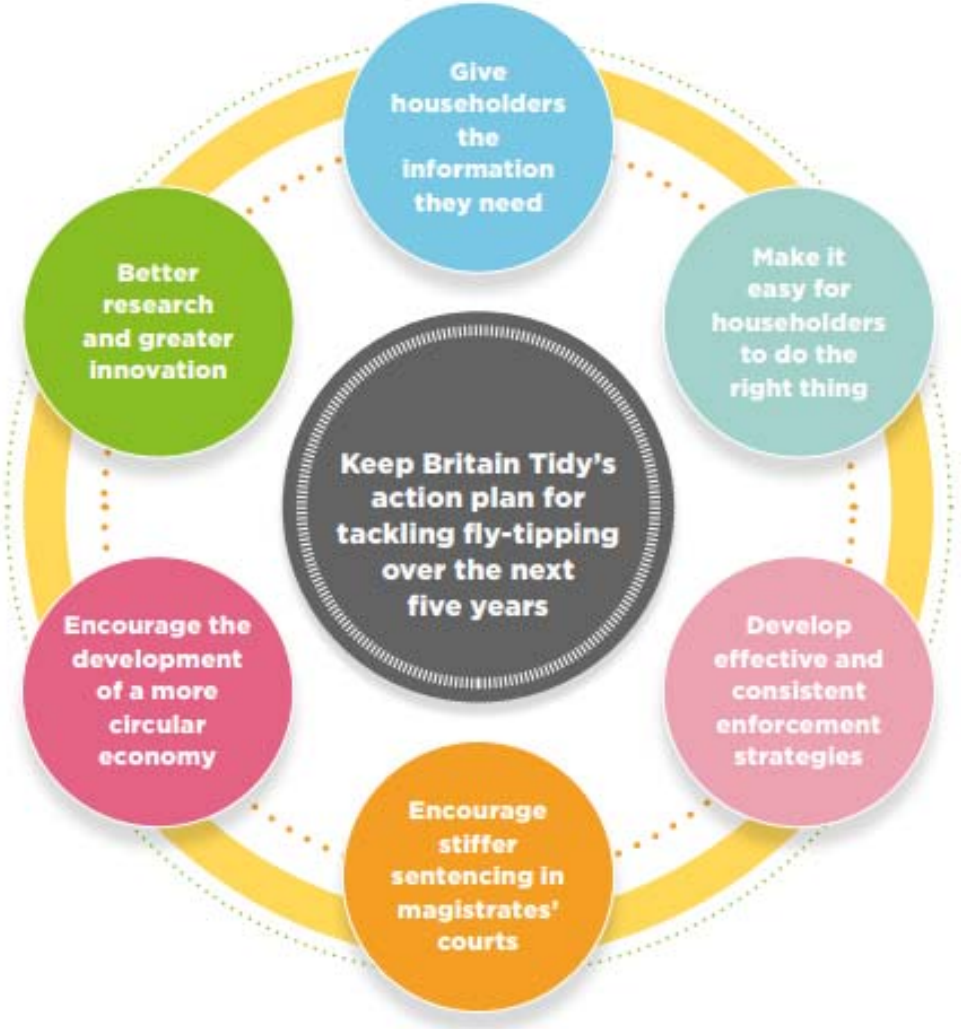 Give
householders
the
information
they need
Make it
easy for
householders
to do the
right thing
Develop
effective and
consistent
enforcement
strategies
Encourage
stiffer
sentencing in
magistrates'
courts
Encourage the
development
of a more
circular
economy
Better
research
and greater
innovation
Keep Britain Tidy's
action plan for
tackling fly-tipping
over the next
five years